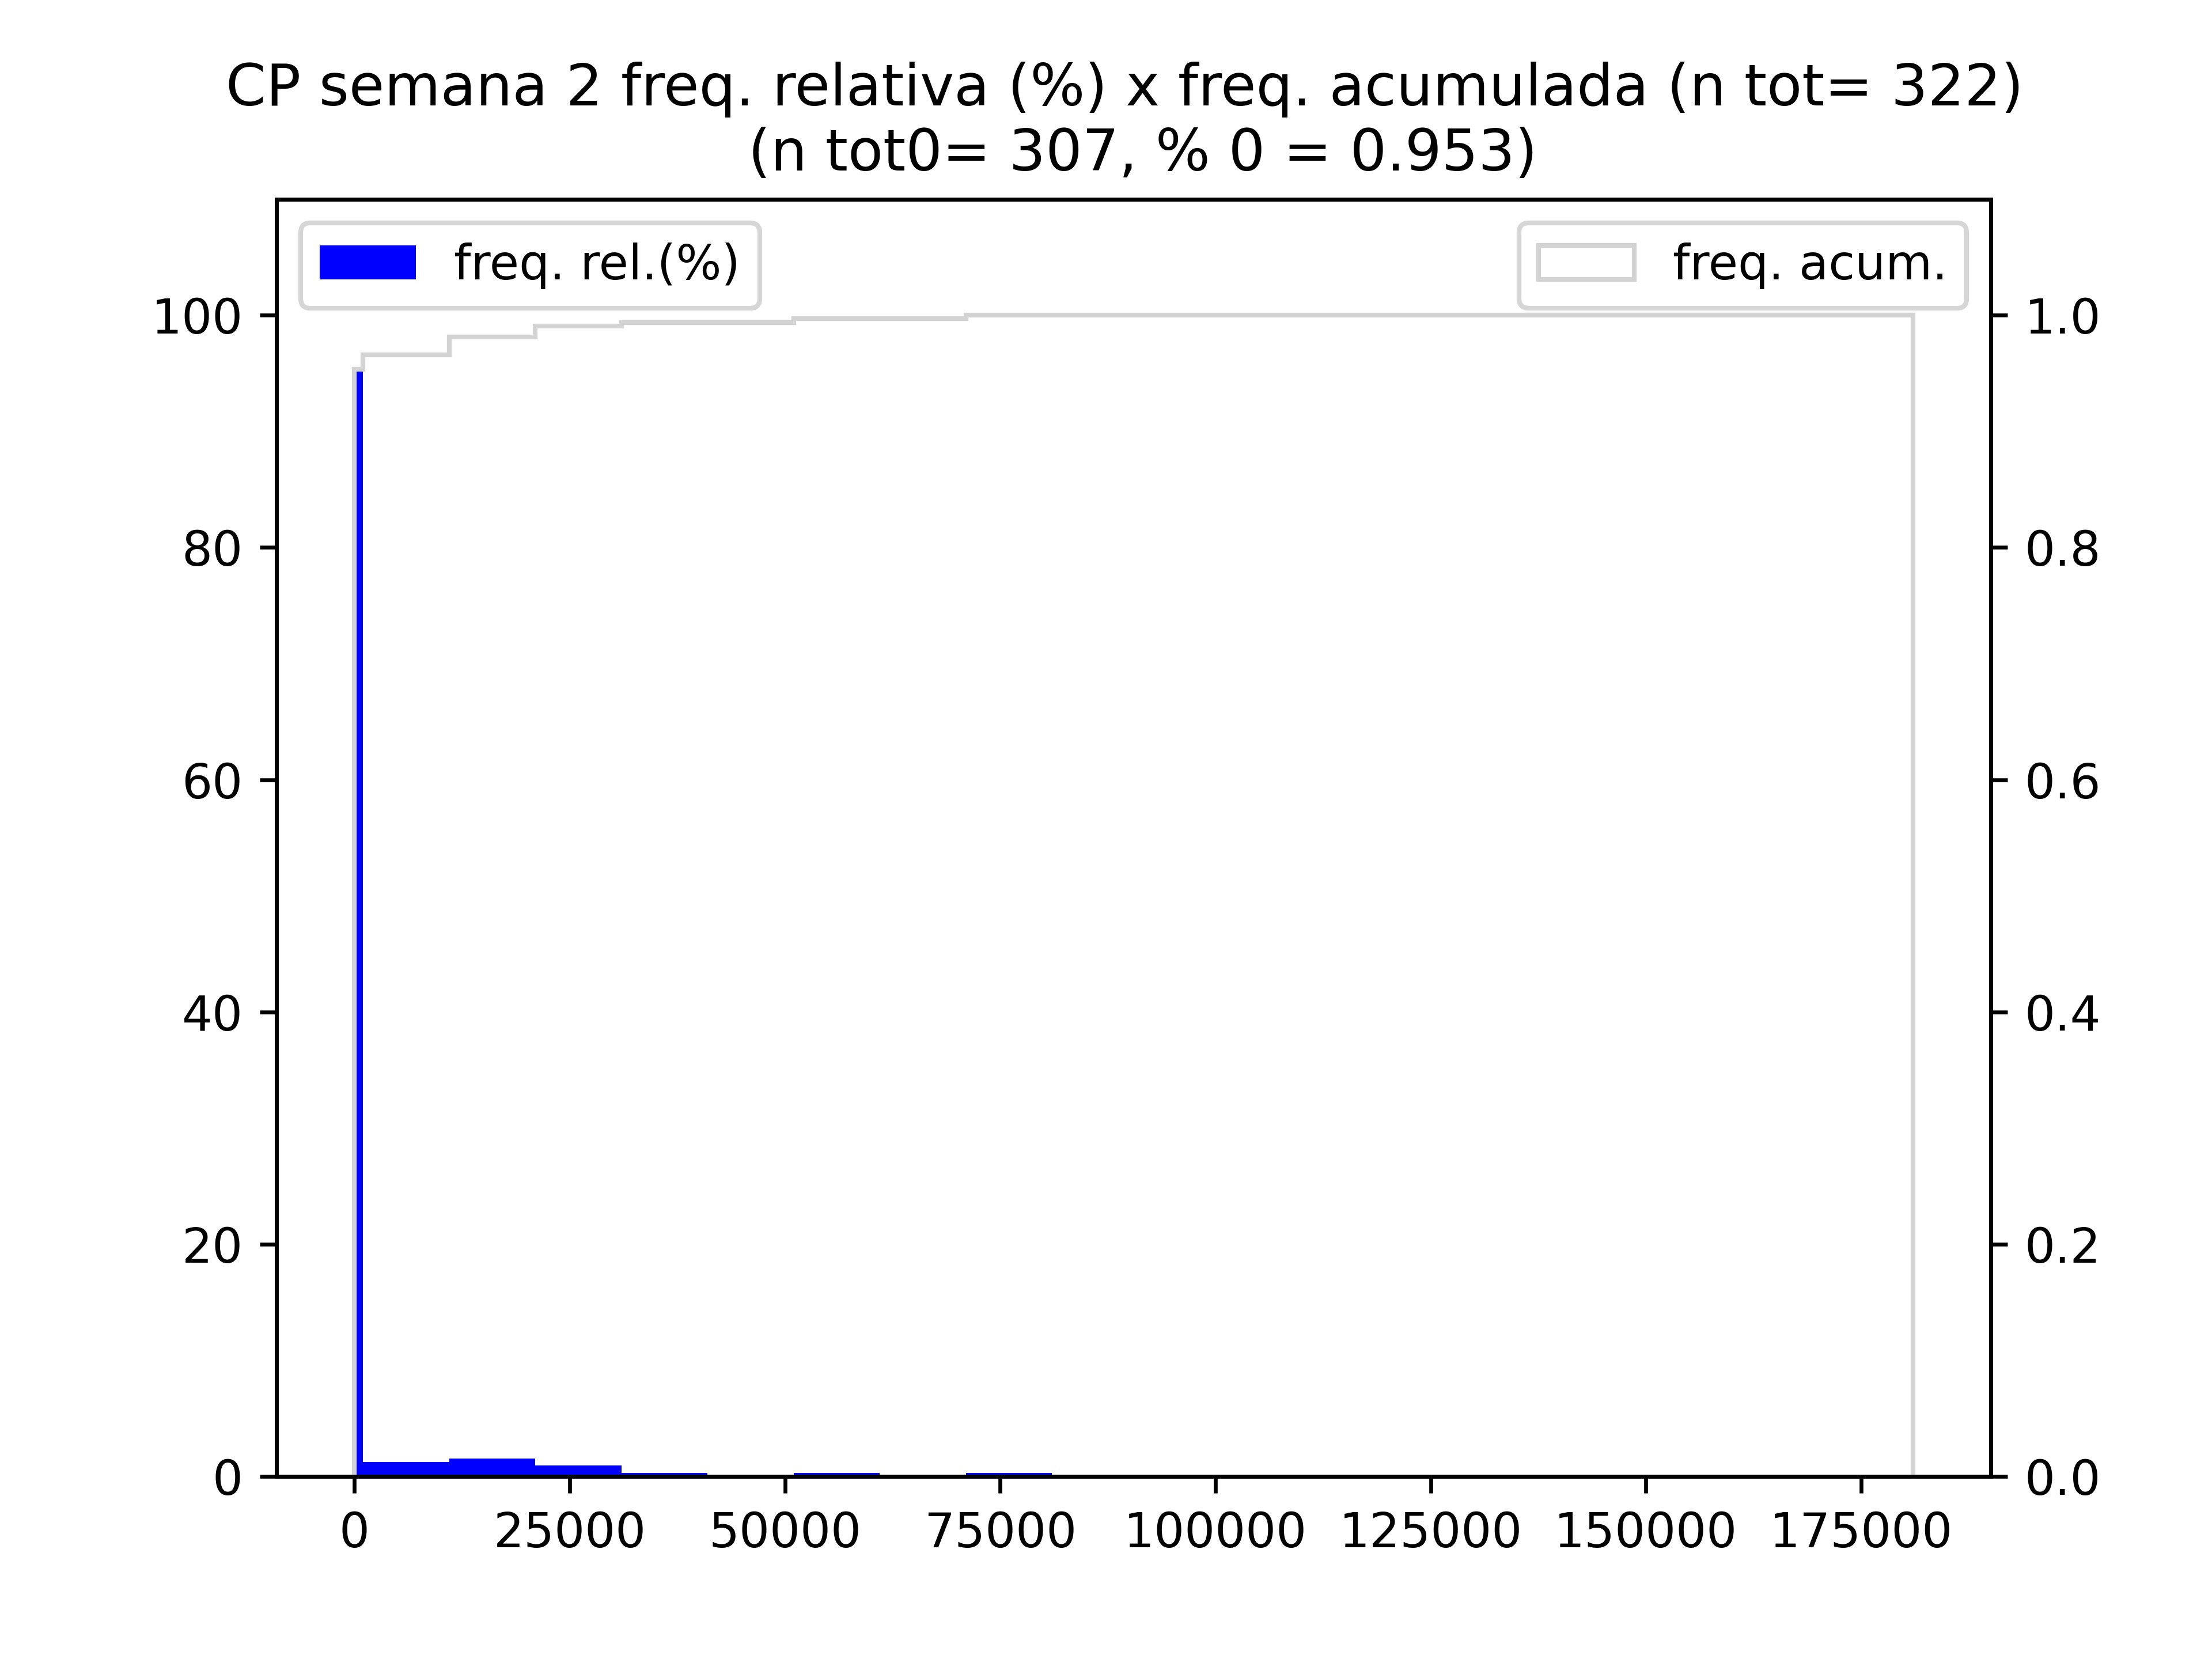 CP semana 2 freq. relativa (%) x freq. acumulada (n tot= 322)
(n tot0= 307, % 0 = 0.953)
freq. rel.(%)
freq. acum.
100
80
60
40
20
0
1.0
0.8
0.6
0.4
0.2
0.0
0 25000 50000 75000 100000 125000 150000 175000